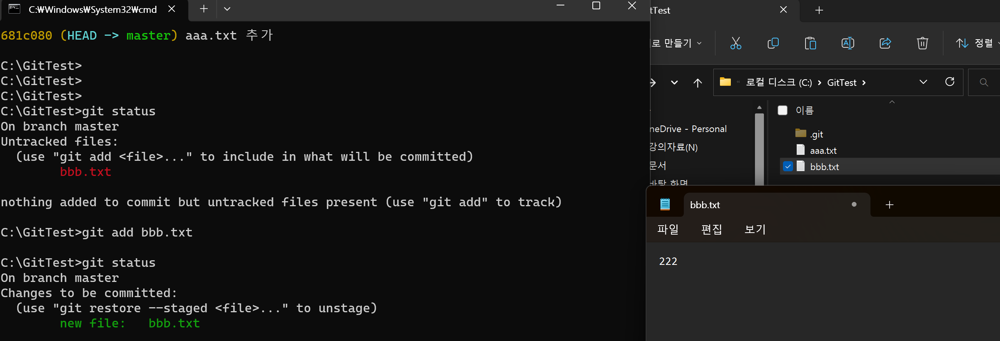 C:₩Windows₩System32₩cmd
681c080 (HEAD -> master) aaa.txt 추가
C:\GitTest>
C:\GitTest>
C:\GitTest>
C:\GitTest>git status
On branch master
Untracked files:
  (use "git add <file>..." to include in what will be committed)
        bbb.txt
nothing added to commit but untracked files present (use "git add" to track)
C:\GitTest>git add bbb.txt
C:\GitTest>git status
On branch master
Changes to be committed:
  (use "git restore --staged <file>..." to unstage)
        new file:   bbb.txt
tTest
로 만들기
정렬
« 로컬 디스크 (C:) › GitTest ›
neDrive - Personal
강의자료(N)
문서
바탕 화면
이름
.git
aaa.txt
bbb.txt
bbb.txt
파일 편집 보기
222